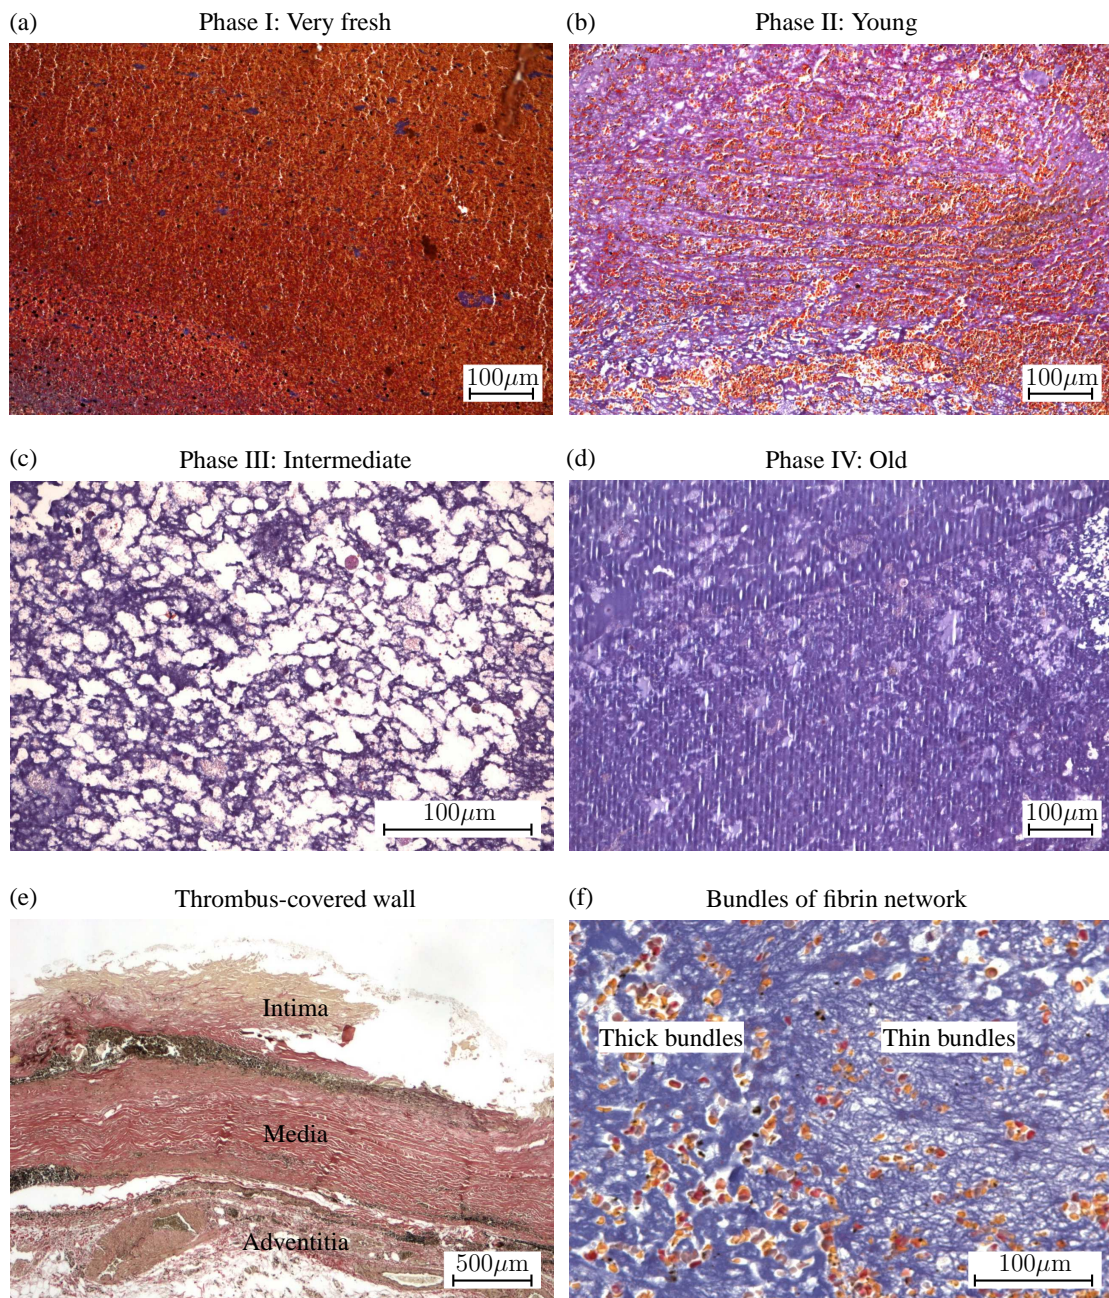 (a) Phase I: Very fresh
(b) Phase II: Young
100μm
100μm
(c) Phase III: Intermediate
(d) Phase IV: Old
100μm
100μm
(e) Thrombus-covered wall
(f) Bundles of fibrin network
Intima
Media
Adventitia
500μm
Thick bundles
Thin bundles
100μm